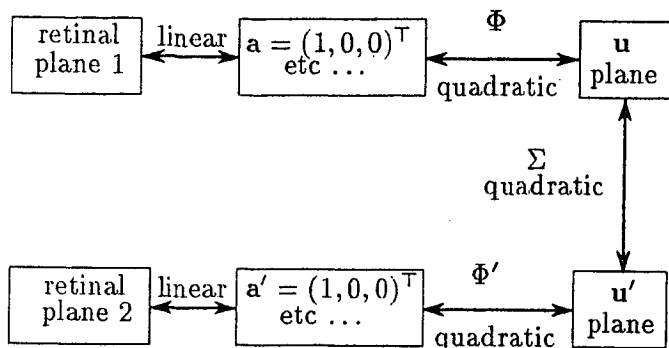 retinal
plane 1
linear
a = (1, 0, 0)⊤
etc ...
Φ
quadratic
u
plane
Σ
quadratic
retinal
plane 2
linear
a′ = (1, 0, 0)⊤
etc ...
Φ′
quadratic
u′
plane